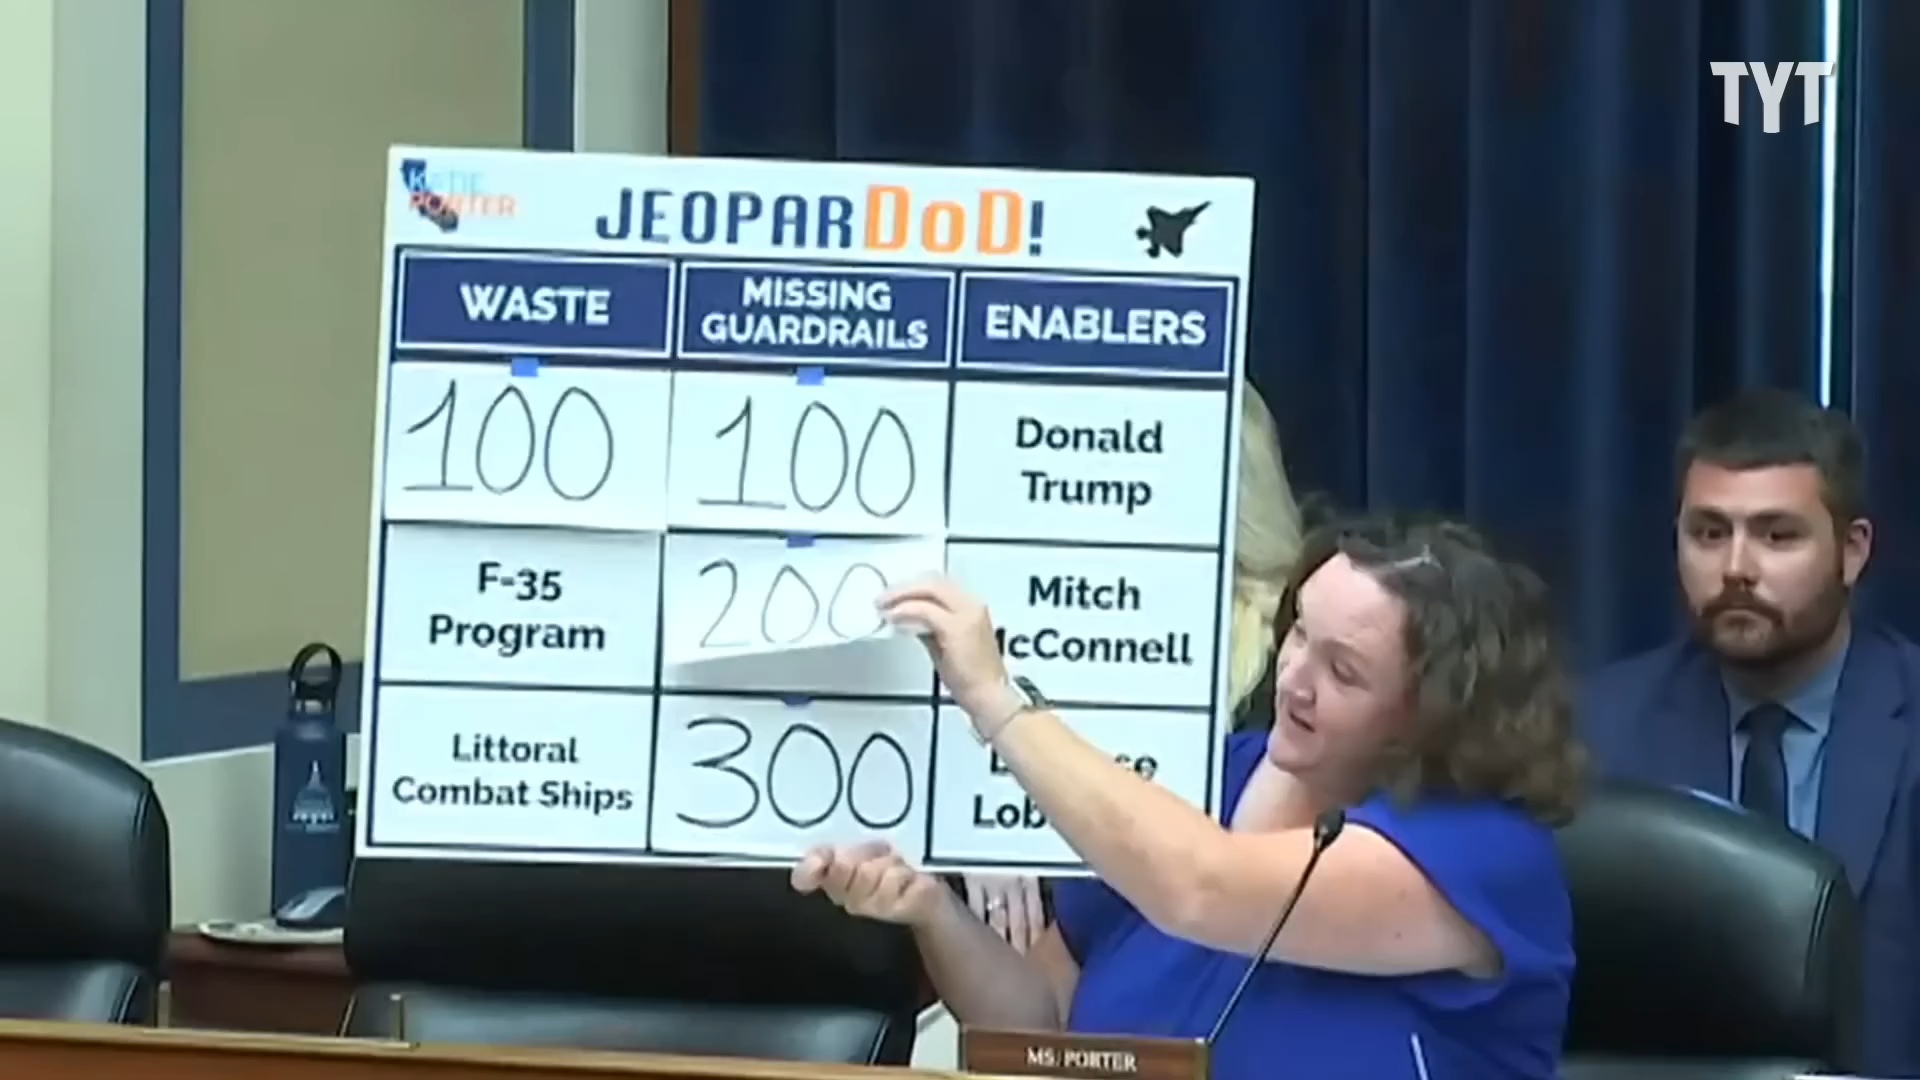 TYT
KATIE
PORTER
JEOPARDoD!
WASTE
MISSING
GUARDRAILS
ENABLERS
100
100
Donald
Trump
F-35
Program
200
Mitch
McConnell
Littoral
Combat Ships
300
MS. PORTER